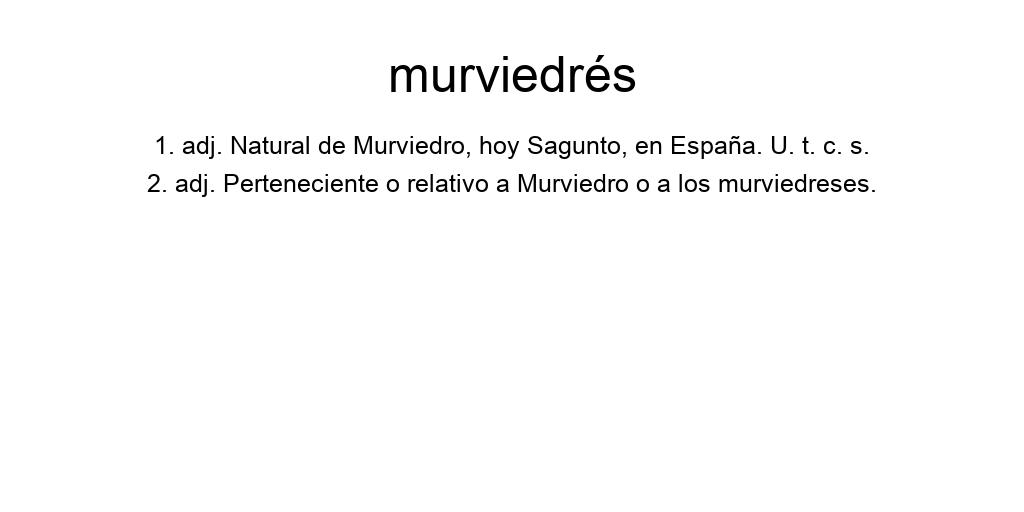 murviedrés
1. adj. Natural de Murviedro, hoy Sagunto, en España. U. t. c. s.
2. adj. Perteneciente o relativo a Murviedro o a los murviedreses.